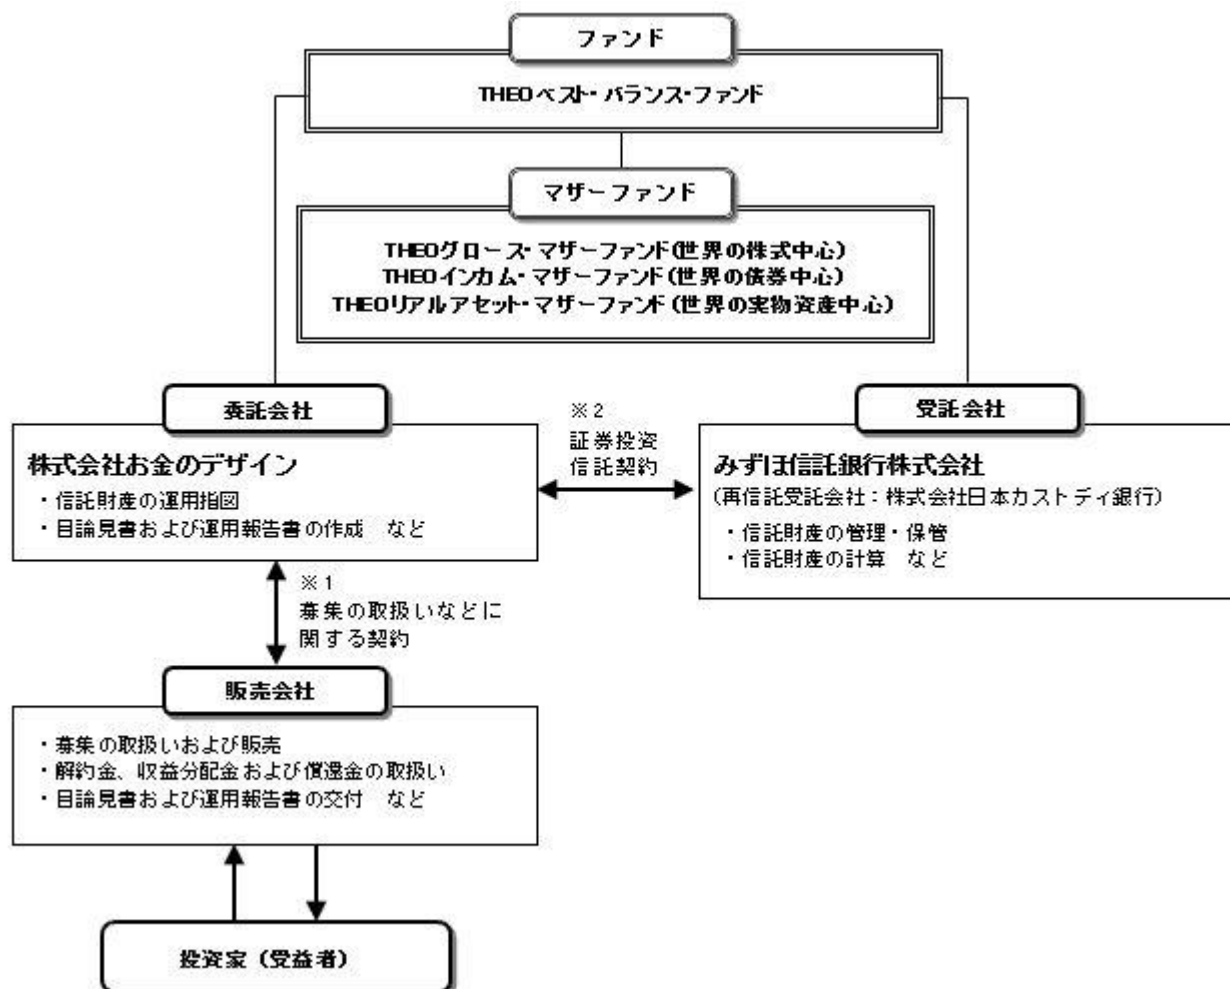 ファンド
THEOベスト・バランス・ファンド
マザーファンド
THEOグロース・マザーファンド(世界の株式中心)
THEOインカム・マザーファンド(世界の債券中心)
THEOリアルアセット・マザーファンド(世界の実物資産中心)
委託会社
株式会社お金のデザイン
・信託財産の運用指図
・目論見書および運用報告書の作成 など
※2
証券投資
信託契約
受託会社
みずほ信託銀行株式会社
(再信託受託会社:株式会社日本カストディ銀行)
・信託財産の管理・保管
・信託財産の計算 など
※1
募集の取扱いなどに
関する契約
販売会社
・募集の取扱いおよび販売
・解約金、収益分配金および償還金の取扱い
・目論見書および運用報告書の交付 など
投資家(受益者)